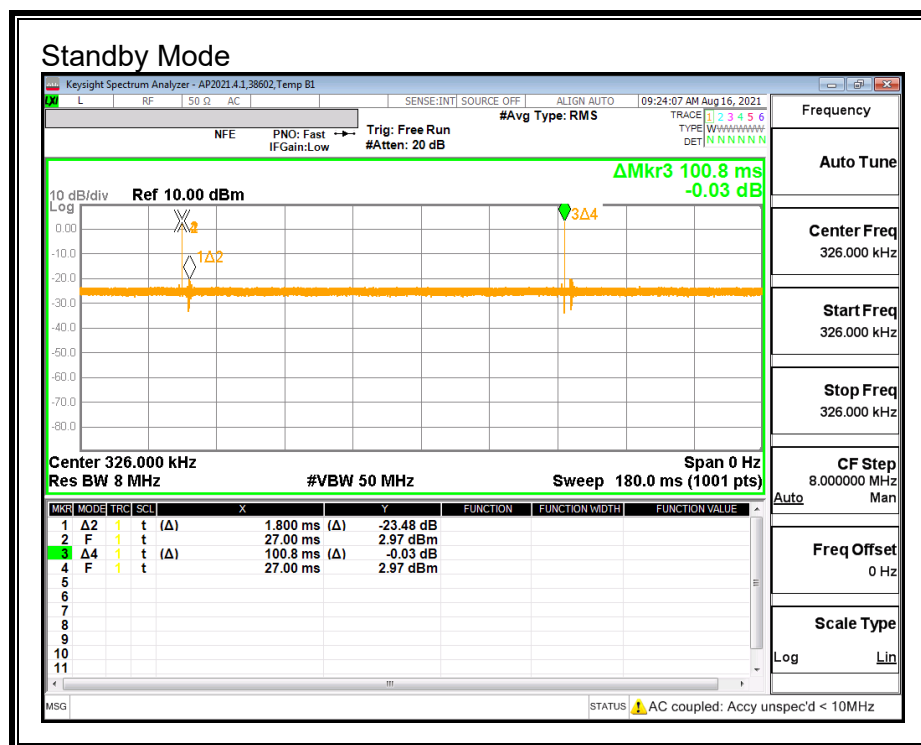 Standby Mode
Keysight Spectrum Analyzer - AP2021.4.1,38602,Temp B1
LXI L RF 50 Ω AC SENSE:INT SOURCE OFF ALIGN AUTO 09:24:07 AM Aug 16, 2021
NFE PNO: Fast Trig: Free Run #Avg Type: RMS TRACE 1 2 3 4 5 6
IFGain:Low #Atten: 20 dB TYPE WWWWWW
DET N N N N N N
ΔMkr3 100.8 ms
-0.03 dB
10 dB/div Ref 10.00 dBm
Log
0.00
-10.0
-20.0
-30.0
-40.0
-50.0
-60.0
-70.0
-80.0
2
1Δ2
3Δ4
Center 326.000 kHz Span 0 Hz
Res BW 8 MHz #VBW 50 MHz Sweep 180.0 ms (1001 pts)
MKR MODE TRC SCL X Y FUNCTION FUNCTION WIDTH FUNCTION VALUE
1 Δ2 1 t (Δ) 1.800 ms (Δ) -23.48 dB
2 F 1 t 27.00 ms 2.97 dBm
3 Δ4 1 t (Δ) 100.8 ms (Δ) -0.03 dB
4 F 1 t 27.00 ms 2.97 dBm
5
6
7
8
9
10
11
MSG STATUS AC coupled: Accy unspec'd < 10MHz
Frequency
Auto Tune
Center Freq
326.000 kHz
Start Freq
326.000 kHz
Stop Freq
326.000 kHz
CF Step
8.000000 MHz
Auto Man
Freq Offset
0 Hz
Scale Type
Log Lin